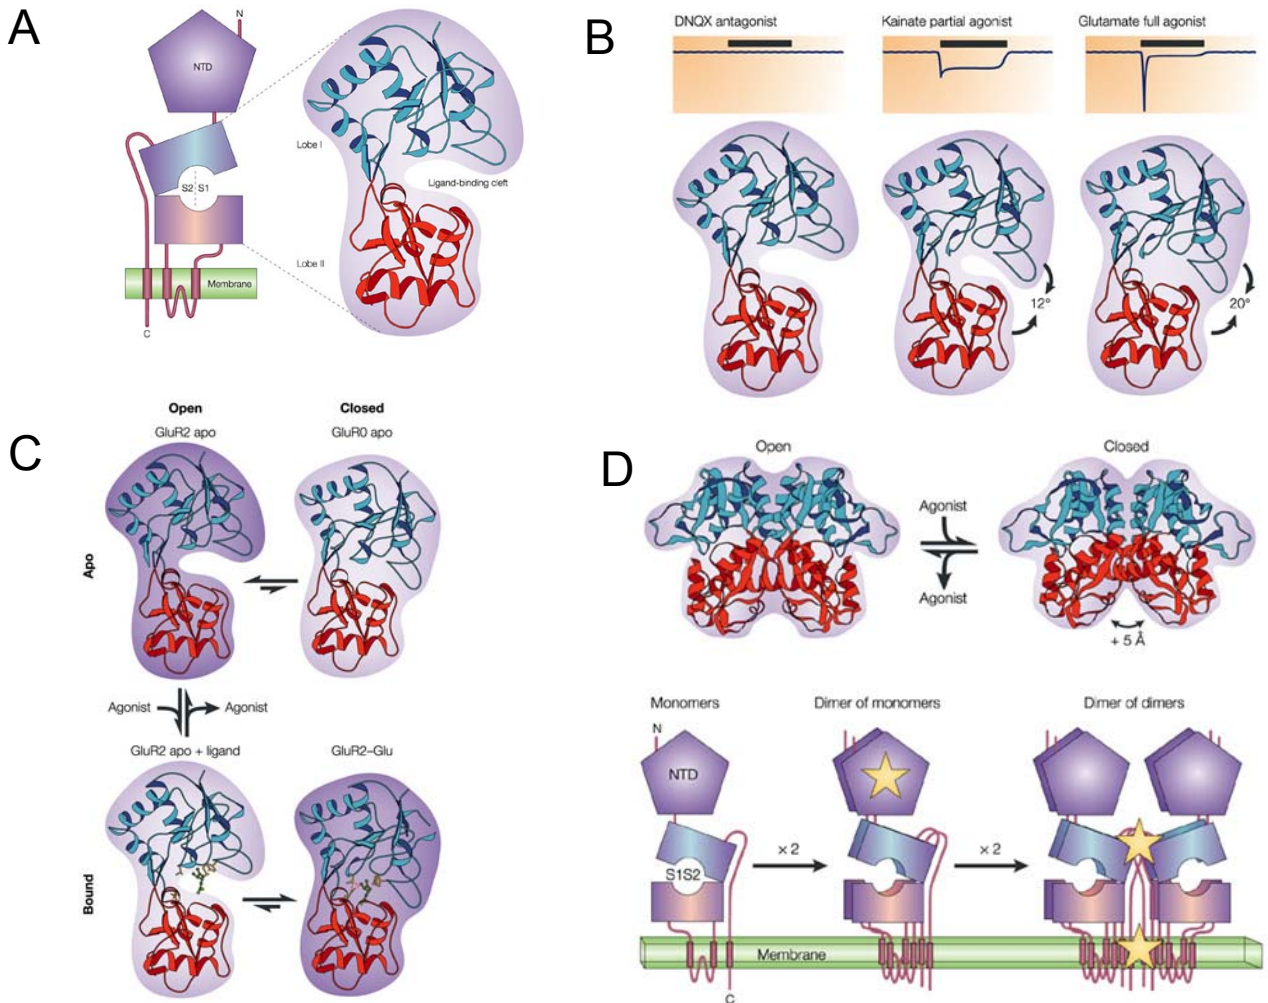 A
N
NTD
Lobe I
S2 S1
Ligand-binding cleft
Lobe II
Membrane
C
B
DNQX antagonist
Kainate partial agonist
Glutamate full agonist
12°
20°
C
Open
Closed
GluR2 apo
GluR0 apo
Apo
Agonist
Agonist
GluR2 apo + ligand
GluR2–Glu
Bound
D
Open
Closed
Agonist
Agonist
+ 5 Å
Monomers
Dimer of monomers
Dimer of dimers
N
NTD
× 2
× 2
S1S2
Membrane
C